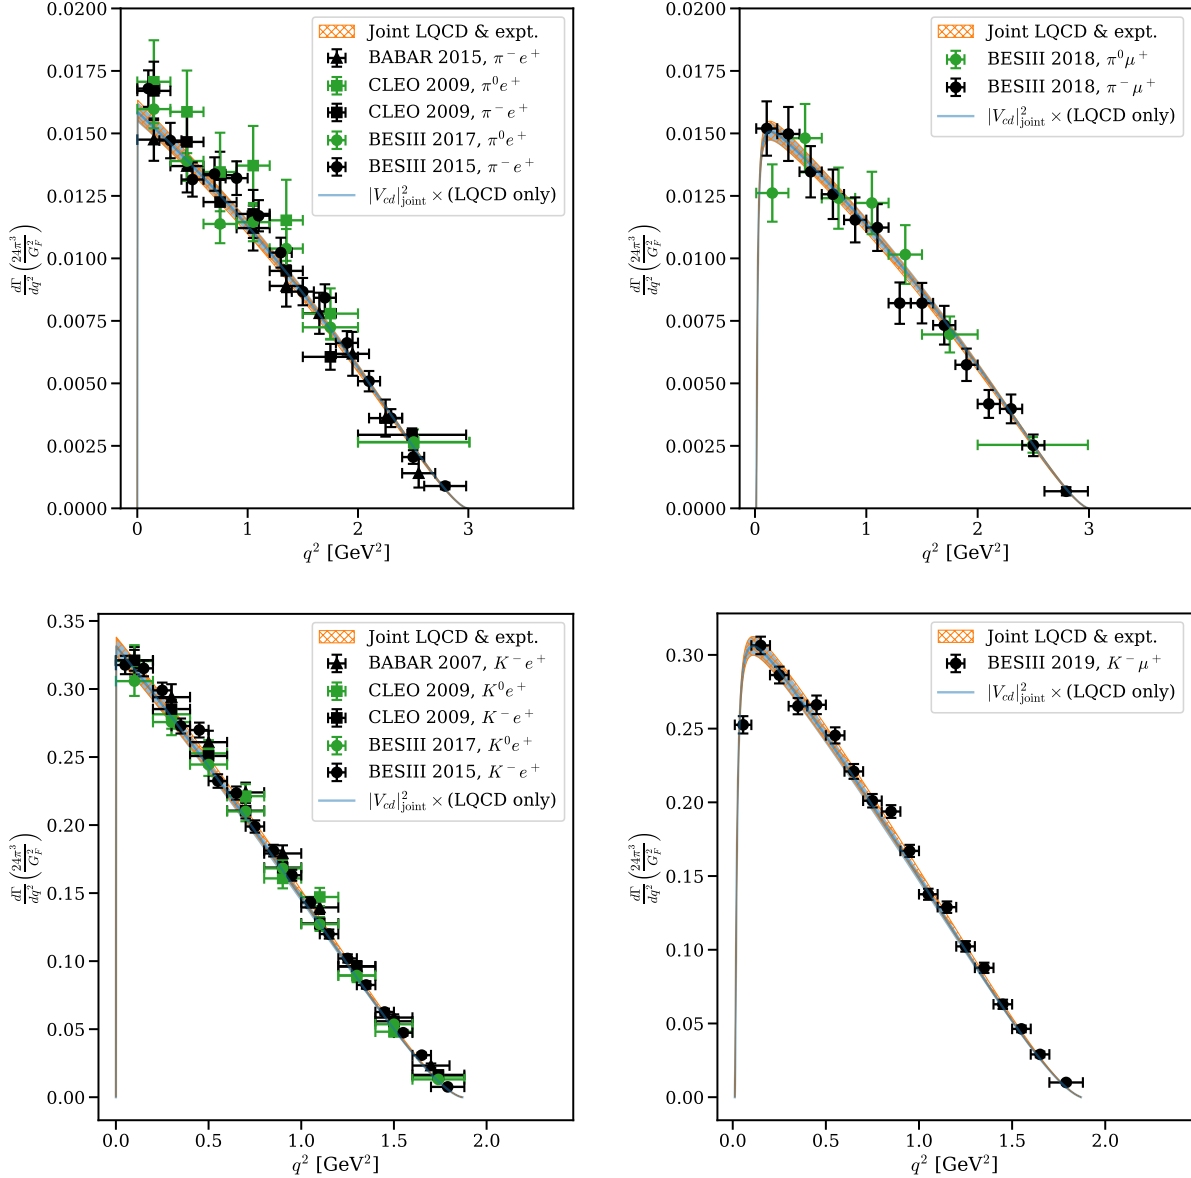 0.0200
0.0175
0.0150
0.0125
0.0100
0.0075
0.0050
0.0025
0.0000
dΓ/dq² (24π³/G_F²)
Joint LQCD & expt.
BABAR 2015, π⁻e⁺
CLEO 2009, π⁰e⁺
CLEO 2009, π⁻e⁺
BESIII 2017, π⁰e⁺
BESIII 2015, π⁻e⁺
|V_cd|²_joint × (LQCD only)
0 1 2 3
q² [GeV²]
0.0200
0.0175
0.0150
0.0125
0.0100
0.0075
0.0050
0.0025
0.0000
dΓ/dq² (24π³/G_F²)
Joint LQCD & expt.
BESIII 2018, π⁰μ⁺
BESIII 2018, π⁻μ⁺
|V_cd|²_joint × (LQCD only)
0 1 2 3
q² [GeV²]
0.35
0.30
0.25
0.20
0.15
0.10
0.05
0.00
dΓ/dq² (24π³/G_F²)
Joint LQCD & expt.
BABAR 2007, K⁻e⁺
CLEO 2009, K⁰e⁺
CLEO 2009, K⁻e⁺
BESIII 2017, K⁰e⁺
BESIII 2015, K⁻e⁺
|V_cd|²_joint × (LQCD only)
0.0 0.5 1.0 1.5 2.0
q² [GeV²]
0.30
0.25
0.20
0.15
0.10
0.05
0.00
dΓ/dq² (24π³/G_F²)
Joint LQCD & expt.
BESIII 2019, K⁻μ⁺
|V_cd|²_joint × (LQCD only)
0.0 0.5 1.0 1.5 2.0
q² [GeV²]